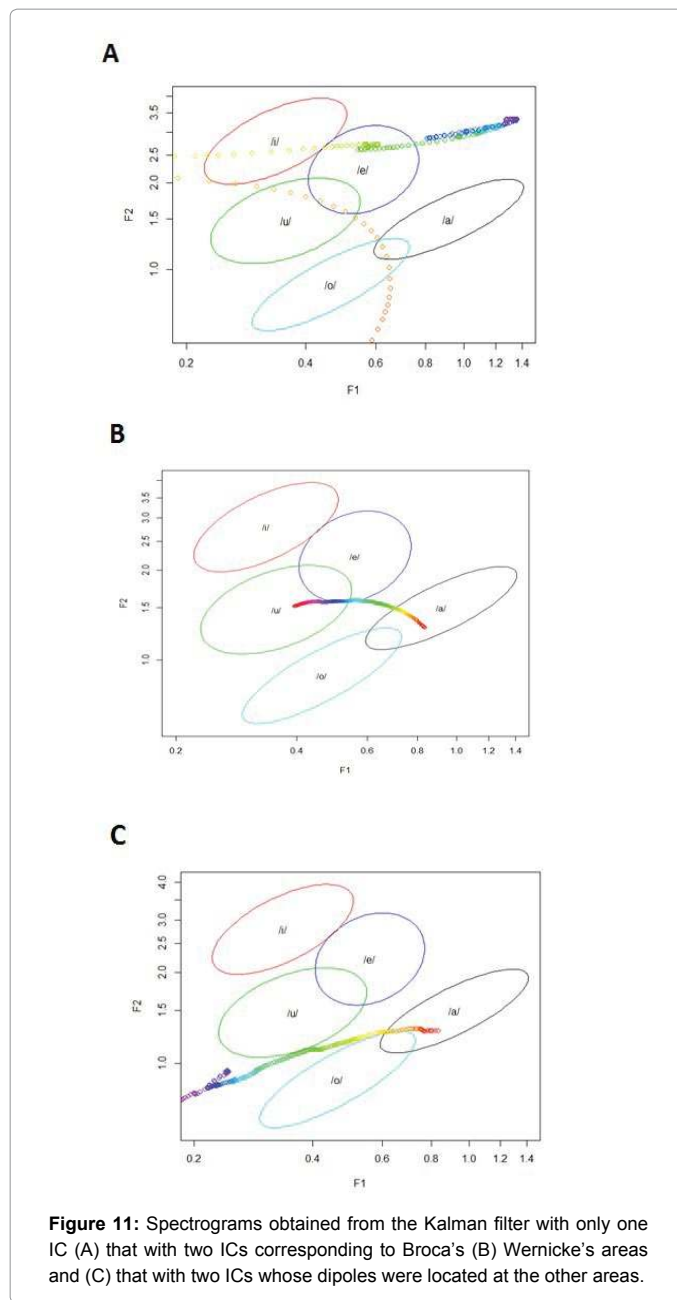 A
3.5
2.5
2.0
1.5
1.0
F2
/i/
/e/
/u/
/a/
/o/
0.2 0.4 0.6 0.8 1.0 1.2 1.4
F1
B
3.5
3.0
2.5
2.0
1.5
1.0
F2
/i/
/e/
/u/
/a/
/o/
0.2 0.4 0.6 0.8 1.0 1.2 1.4
F1
C
4.0
3.0
2.5
2.0
1.5
1.0
F2
/i/
/e/
/u/
/a/
/o/
0.2 0.4 0.6 0.8 1.0 1.2 1.4
F1
Figure 11: Spectrograms obtained from the Kalman filter with only one
IC (A) that with two ICs corresponding to Broca's (B) Wernicke's areas
and (C) that with two ICs whose dipoles were located at the other areas.